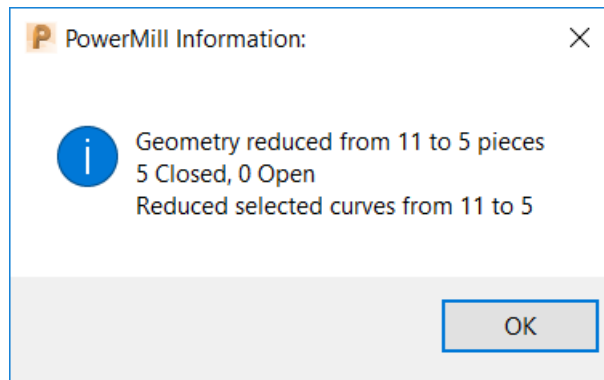 PowerMill Information:
Geometry reduced from 11 to 5 pieces
5 Closed, 0 Open
Reduced selected curves from 11 to 5
OK